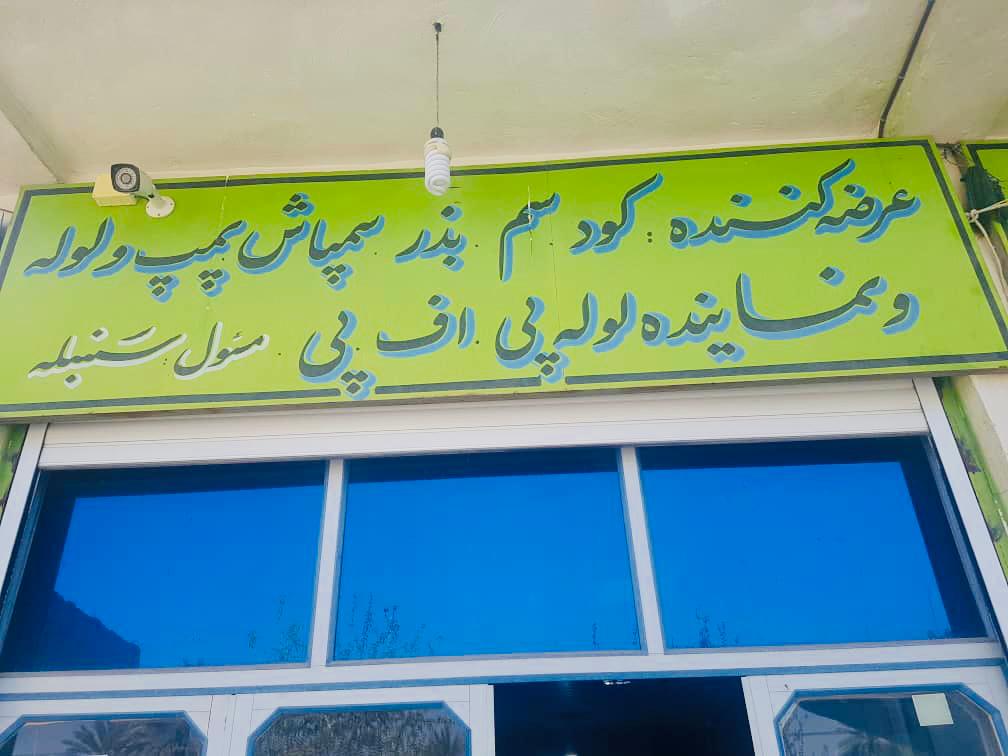 عرضه کننده : کود . سم . بذر . سمپاش پمپ و لوله
و نماینده لوله پی . اف . پی . مسئول : سنبله